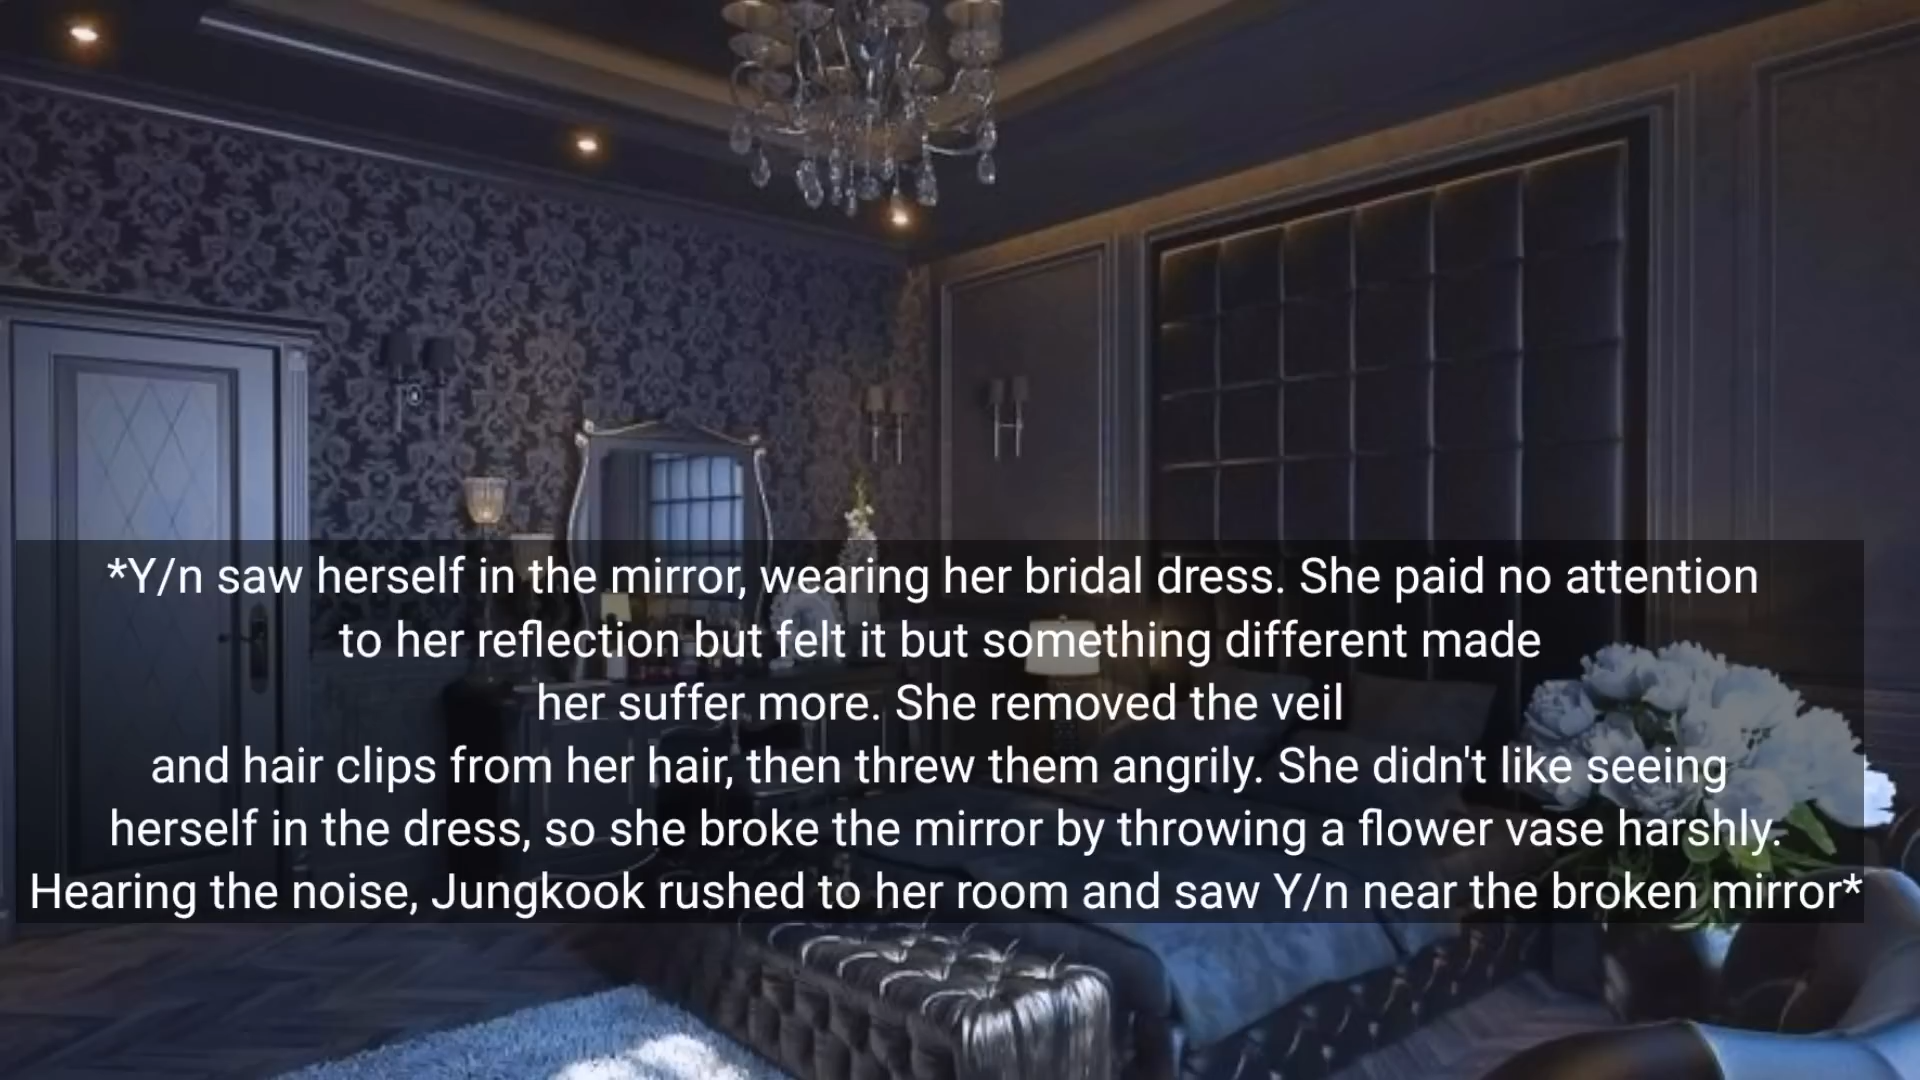 *Y/n saw herself in the mirror, wearing her bridal dress. She paid no attention
to her reflection but felt it but something different made
her suffer more. She removed the veil
and hair clips from her hair, then threw them angrily. She didn't like seeing
herself in the dress, so she broke the mirror by throwing a flower vase harshly.
Hearing the noise, Jungkook rushed to her room and saw Y/n near the broken mirror*